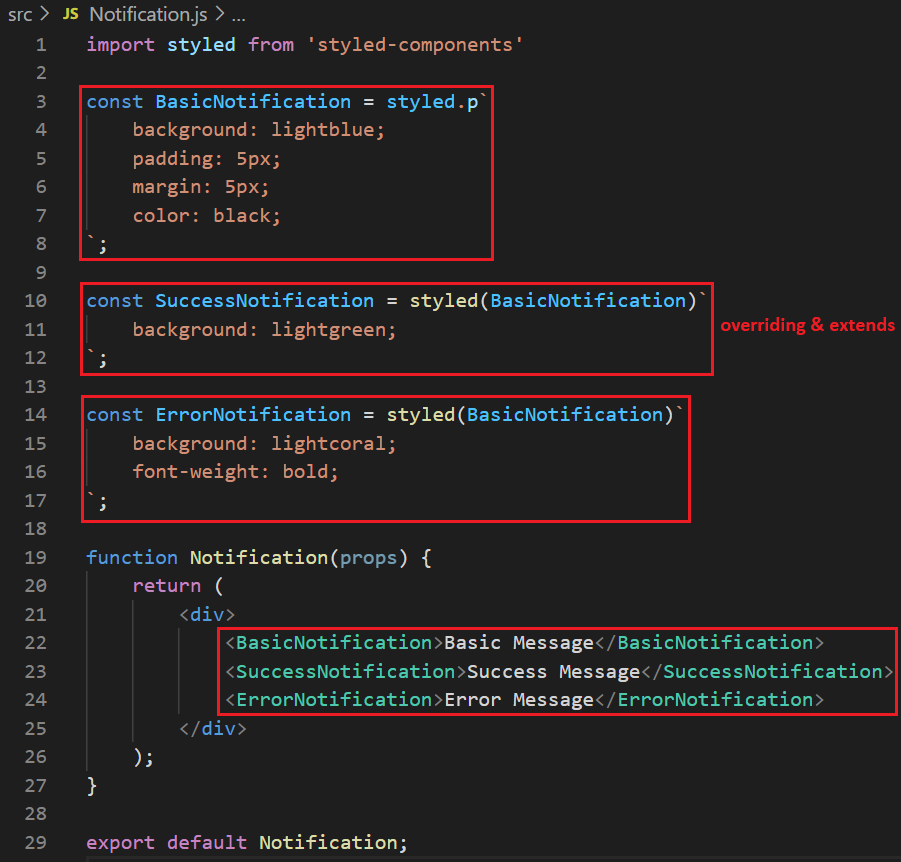 src > JS Notification.js > ...
1 import styled from 'styled-components'
2
3 const BasicNotification = styled.p`
4     background: lightblue;
5     padding: 5px;
6     margin: 5px;
7     color: black;
8 `;
9
10 const SuccessNotification = styled(BasicNotification)`
11     background: lightgreen;
overriding & extends
12 `;
13
14 const ErrorNotification = styled(BasicNotification)`
15     background: lightcoral;
16     font-weight: bold;
17 `;
18
19 function Notification(props) {
20     return (
21         <div>
22             <BasicNotification>Basic Message</BasicNotification>
23             <SuccessNotification>Success Message</SuccessNotification>
24             <ErrorNotification>Error Message</ErrorNotification>
25         </div>
26     );
27 }
28
29 export default Notification;